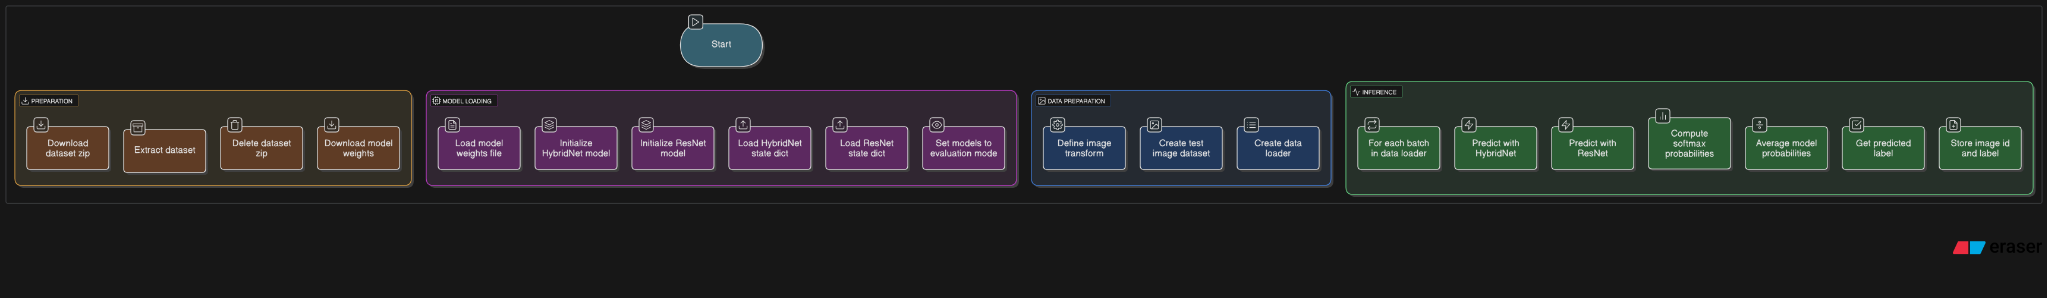 Start
PREPARATION
Download
dataset zip
Extract dataset
Delete dataset
zip
Download model
weights
MODEL LOADING
Load model
weights file
Initialize
HybridNet model
Initialize ResNet
model
Load HybridNet
state dict
Load ResNet
state dict
Set models to
evaluation mode
DATA PREPARATION
Define image
transform
Create test
image dataset
Create data
loader
INFERENCE
For each batch
in data loader
Predict with
HybridNet
Predict with
ResNet
Compute
softmax
probabilities
Average model
probabilities
Get predicted
label
Store image id
and label
eraser